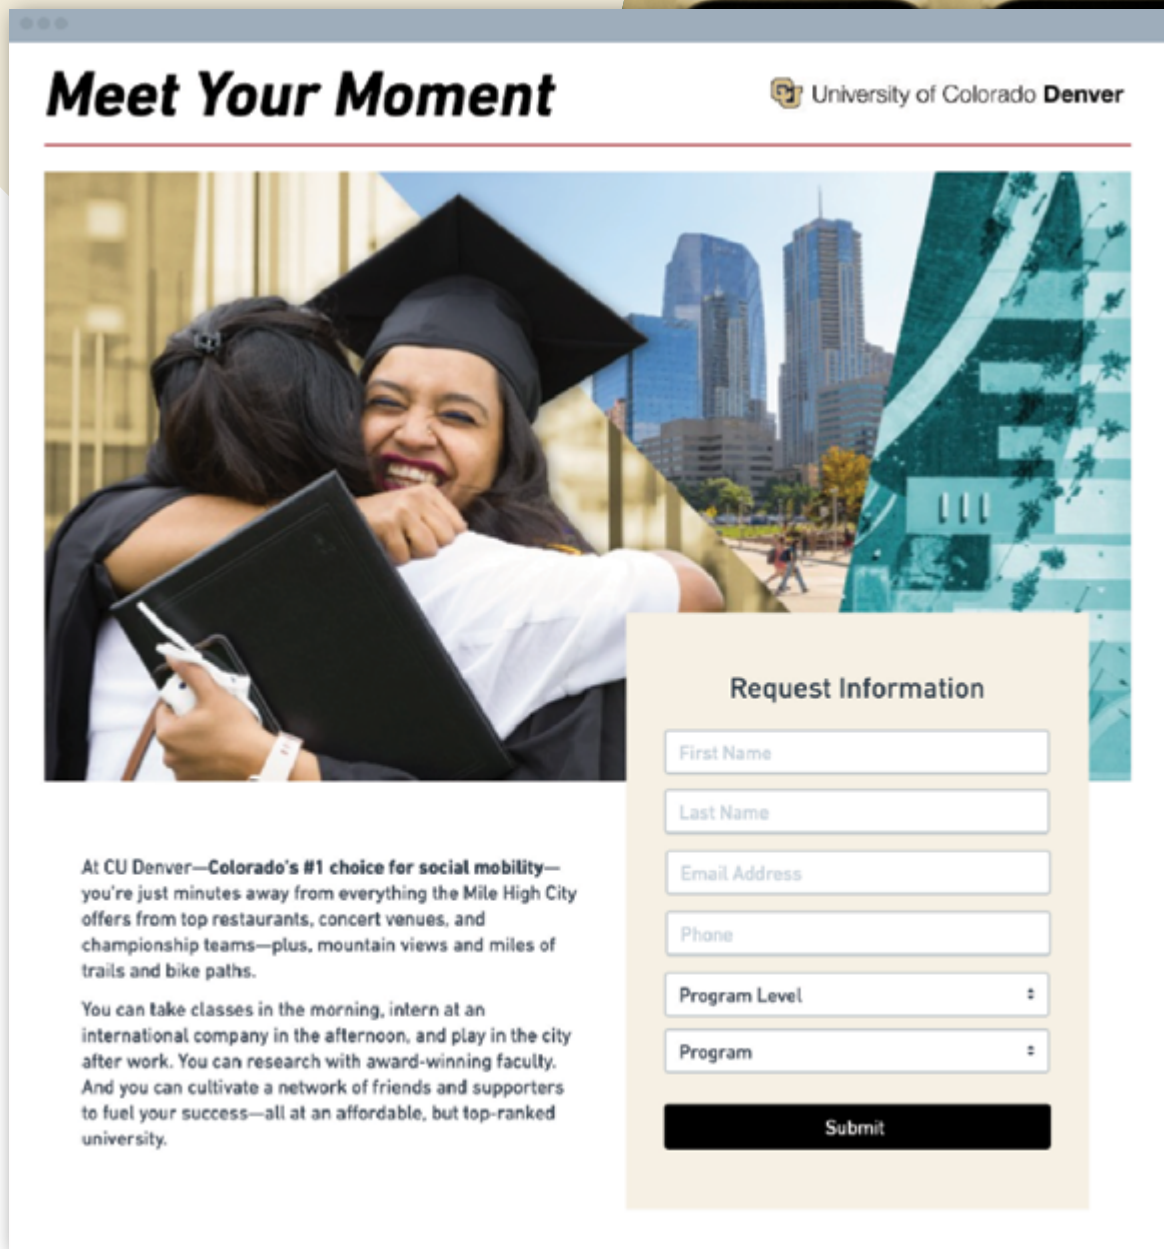 Meet Your Moment
CU University of Colorado Denver
Request Information
First Name
Last Name
Email Address
Phone
Program Level
Program
Submit
At CU Denver—Colorado's #1 choice for social mobility—
you're just minutes away from everything the Mile High City
offers from top restaurants, concert venues, and
championship teams—plus, mountain views and miles of
trails and bike paths.
You can take classes in the morning, intern at an
international company in the afternoon, and play in the city
after work. You can research with award-winning faculty.
And you can cultivate a network of friends and supporters
to fuel your success—all at an affordable, but top-ranked
university.